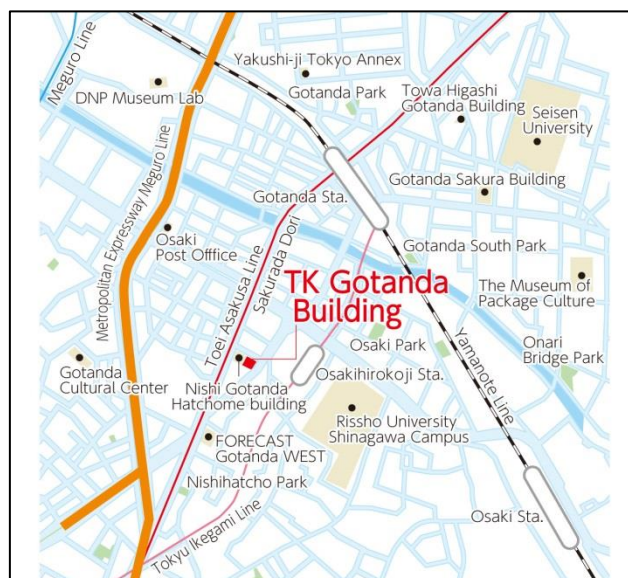 Yakushi-ji Tokyo Annex
Meguro Line
DNP Museum Lab
Gotanda Park
Towa Higashi
Gotanda Building
Seisen
University
Metropolitan Expressway Meguro Line
Gotanda Sta.
Gotanda Sakura Building
Osaki
Post Office
Toei Asakusa Line
Sakurada Dori
Gotanda South Park
TK Gotanda
Building
The Museum of
Package Culture
Yamanote Line
Osaki Park
Onari
Bridge Park
Gotanda
Cultural Center
Nishi Gotanda
Hatchome building
Osakihirokoji Sta.
Rissho University
Shinagawa Campus
FORECAST
Gotanda WEST
Nishihatcho Park
Tokyu Ikegami Line
Osaki Sta.